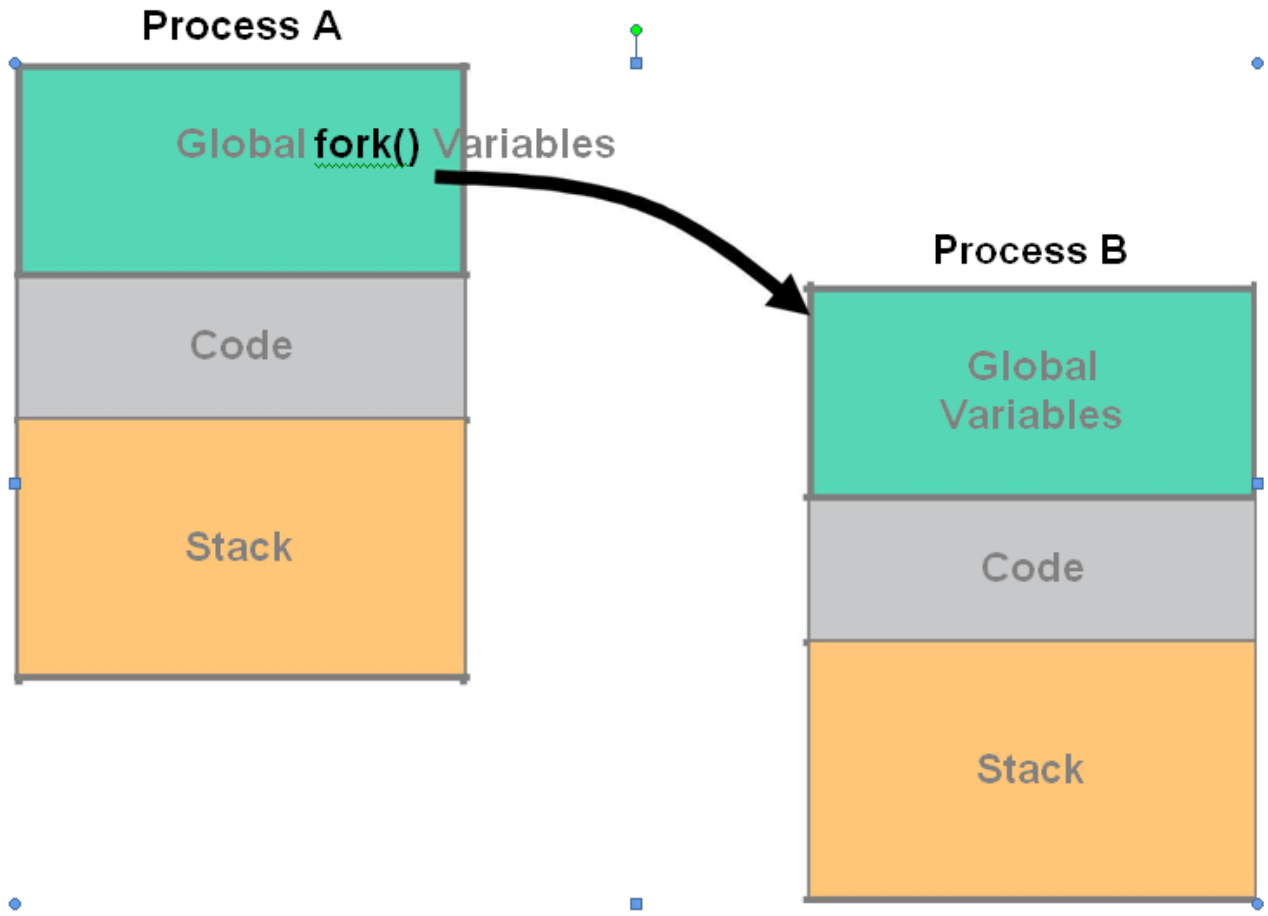 Process A
Global fork() Variables
Code
Stack
Process B
Global
Variables
Code
Stack